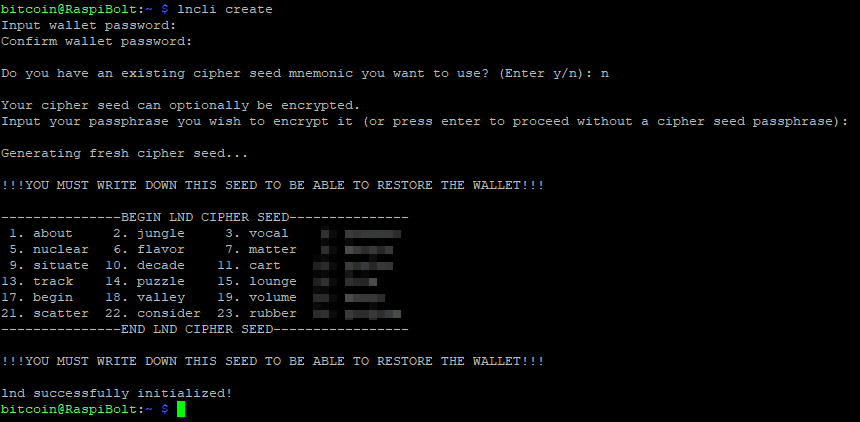 bitcoin@RaspiBolt:~ $ lncli create
Input wallet password:
Confirm wallet password:
Do you have an existing cipher seed mnemonic you want to use? (Enter y/n): n
Your cipher seed can optionally be encrypted.
Input your passphrase you wish to encrypt it (or press enter to proceed without a cipher seed passphrase):
Generating fresh cipher seed...
!!!YOU MUST WRITE DOWN THIS SEED TO BE ABLE TO RESTORE THE WALLET!!!
---------------BEGIN LND CIPHER SEED---------------
1. about 2. jungle 3. vocal
5. nuclear 6. flavor 7. matter
9. situate 10. decade 11. cart
13. track 14. puzzle 15. lounge
17. begin 18. valley 19. volume
21. scatter 22. consider 23. rubber
---------------END LND CIPHER SEED-----------------
!!!YOU MUST WRITE DOWN THIS SEED TO BE ABLE TO RESTORE THE WALLET!!!
lnd successfully initialized!
bitcoin@RaspiBolt:~ $